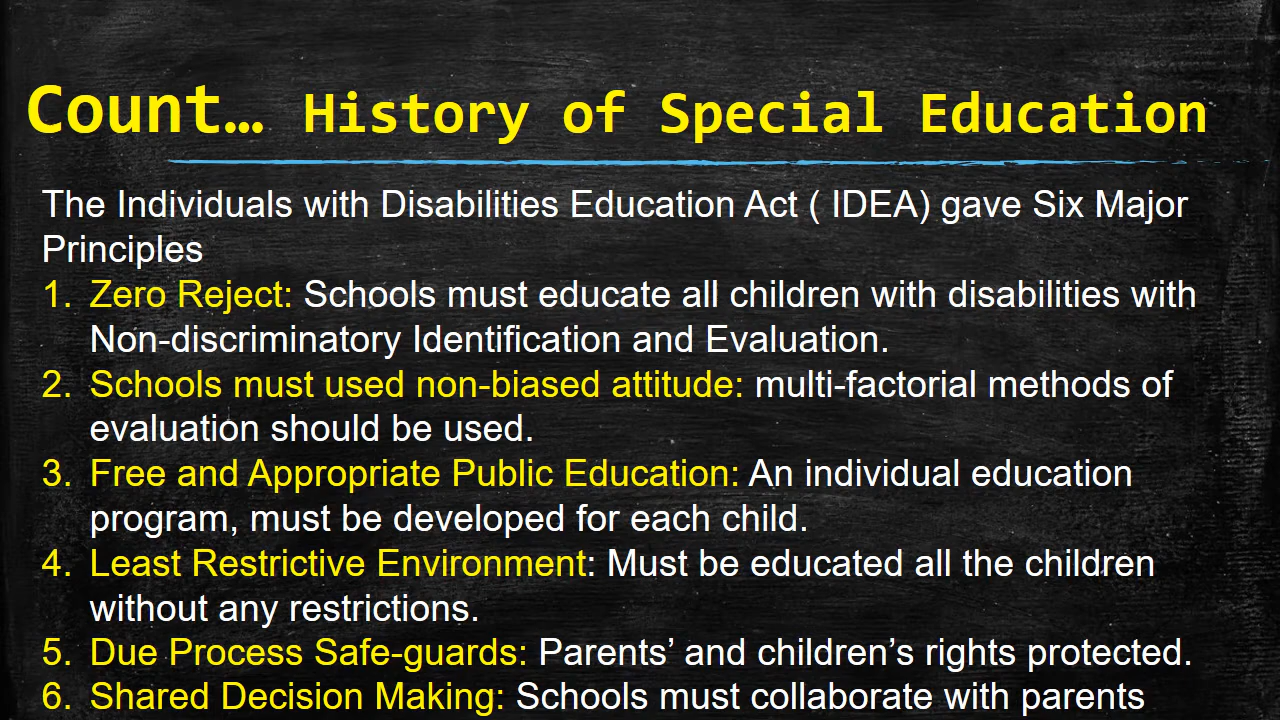 Count… History of Special Education
The Individuals with Disabilities Education Act ( IDEA) gave Six Major
Principles
1. Zero Reject: Schools must educate all children with disabilities with
Non-discriminatory Identification and Evaluation.
2. Schools must used non-biased attitude: multi-factorial methods of
evaluation should be used.
3. Free and Appropriate Public Education: An individual education
program, must be developed for each child.
4. Least Restrictive Environment: Must be educated all the children
without any restrictions.
5. Due Process Safe-guards: Parents’ and children’s rights protected.
6. Shared Decision Making: Schools must collaborate with parents